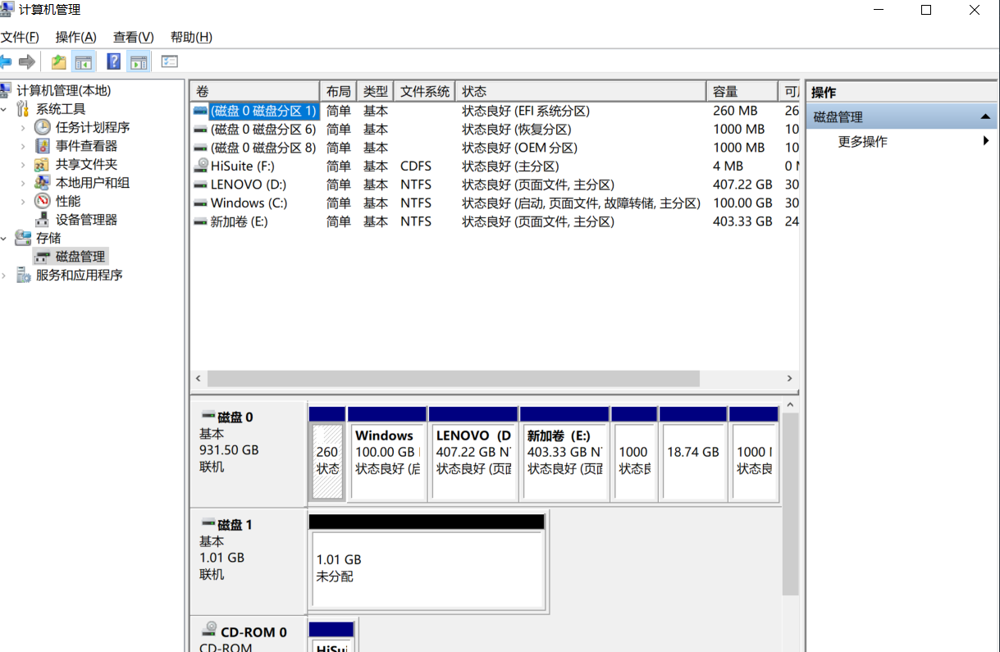 计算机管理
文件(F) 操作(A) 查看(V) 帮助(H)
计算机管理(本地)
系统工具
任务计划程序
事件查看器
共享文件夹
本地用户和组
性能
设备管理器
存储
磁盘管理
服务和应用程序
卷 布局 类型 文件系统 状态 容量
(磁盘 0 磁盘分区 1) 简单 基本 状态良好 (EFI 系统分区) 260 MB 26
(磁盘 0 磁盘分区 6) 简单 基本 状态良好 (恢复分区) 1000 MB 10
(磁盘 0 磁盘分区 8) 简单 基本 状态良好 (OEM 分区) 1000 MB 10
HiSuite (F:) 简单 基本 CDFS 状态良好 (主分区) 4 MB 0
LENOVO (D:) 简单 基本 NTFS 状态良好 (页面文件, 主分区) 407.22 GB 30
Windows (C:) 简单 基本 NTFS 状态良好 (启动, 页面文件, 故障转储, 主分区) 100.00 GB 30
新加卷 (E:) 简单 基本 NTFS 状态良好 (页面文件, 主分区) 403.33 GB 24
操作
磁盘管理
更多操作
磁盘 0
基本
931.50 GB
联机
260
状态
Windows
100.00 GB
状态良好 (启
LENOVO (D
407.22 GB N
状态良好 (页面
新加卷 (E:)
403.33 GB N
状态良好 (页面
1000
状态良
18.74 GB
1000
状态良
磁盘 1
基本
1.01 GB
联机
1.01 GB
未分配
CD-ROM 0
CD-ROM
HiSui